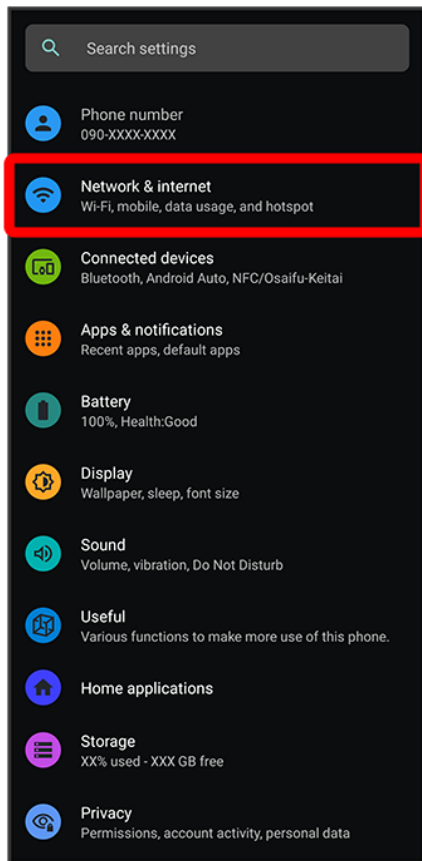 Search settings
Phone number
090-XXXX-XXXX
Network & internet
Wi-Fi, mobile, data usage, and hotspot
Connected devices
Bluetooth, Android Auto, NFC/Osaifu-Keitai
Apps & notifications
Recent apps, default apps
Battery
100%, Health:Good
Display
Wallpaper, sleep, font size
Sound
Volume, vibration, Do Not Disturb
Useful
Various functions to make more use of this phone.
Home applications
Storage
XX% used - XXX GB free
Privacy
Permissions, account activity, personal data